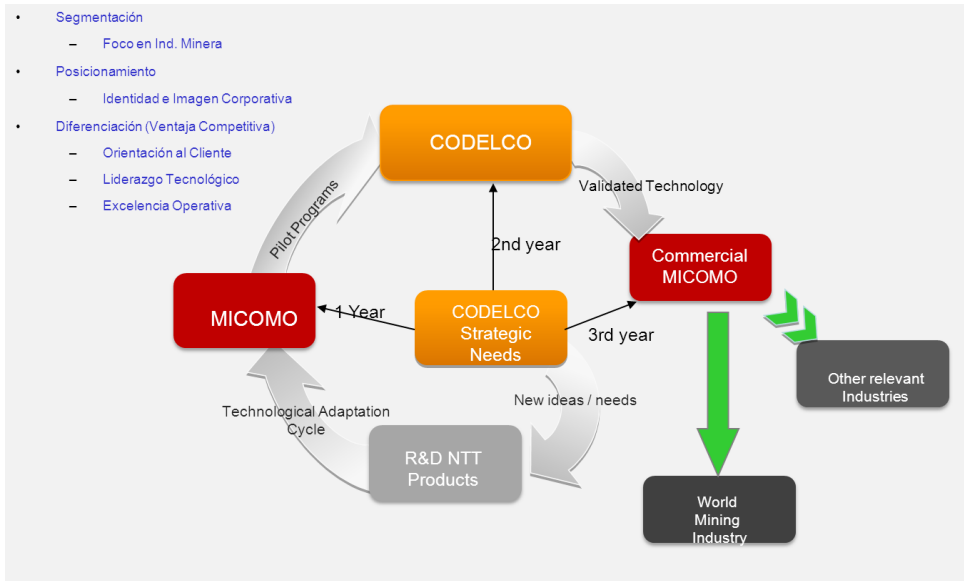 • Segmentación
– Foco en Ind. Minera
• Posicionamiento
– Identidad e Imagen Corporativa
• Diferenciación (Ventaja Competitiva)
– Orientación al Cliente
– Liderazgo Tecnológico
– Excelencia Operativa
CODELCO
Validated Technology
Pilot Programs
2nd year
Commercial
MICOMO
MICOMO
1 Year
CODELCO
Strategic
Needs
3rd year
Other relevant
Industries
New ideas / needs
Technological Adaptation
Cycle
R&D NTT
Products
World
Mining
Industry